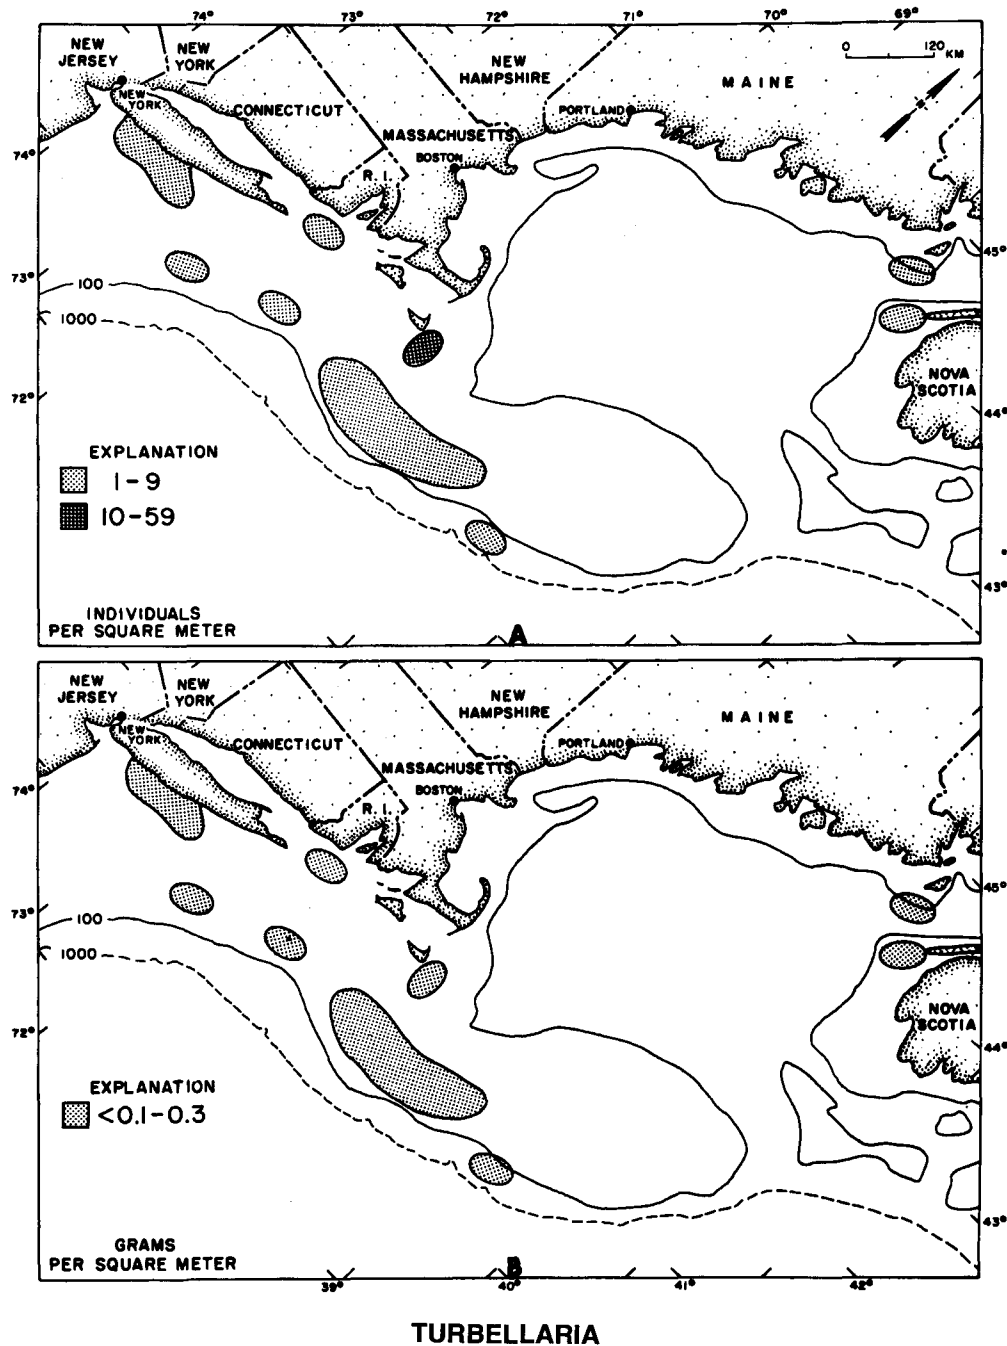 74° 73° 72° 71° 70° 69°
NEW JERSEY
NEW YORK
NEW HAMPSHIRE
MAINE
0 120 KM
NEW YORK
CONNECTICUT
PORTLAND
MASSACHUSETTS
BOSTON
R. I.
74°
45°
73°
100
1000
NOVA SCOTIA
72°
44°
EXPLANATION
1-9
10-59
43°
INDIVIDUALS
PER SQUARE METER
A
NEW JERSEY
NEW YORK
NEW HAMPSHIRE
MAINE
NEW YORK
CONNECTICUT
PORTLAND
MASSACHUSETTS
BOSTON
R. I.
74°
45°
73°
100
1000
NOVA SCOTIA
72°
44°
EXPLANATION
<0.1-0.3
43°
GRAMS
PER SQUARE METER
B
39° 40° 41° 42°
TURBELLARIA